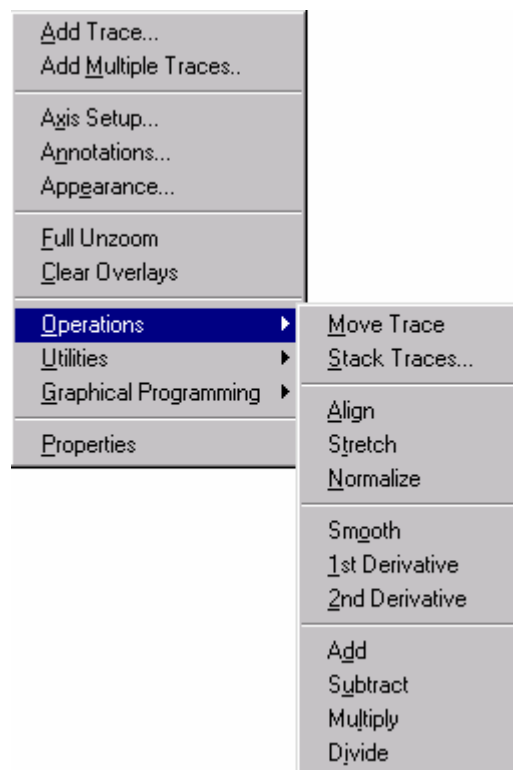 Add Trace...
Add Multiple Traces..
Axis Setup...
Annotations...
Appearance...
Full Unzoom
Clear Overlays
Operations
Utilities
Graphical Programming
Properties
Move Trace
Stack Traces...
Align
Stretch
Normalize
Smooth
1st Derivative
2nd Derivative
Add
Subtract
Multiply
Divide